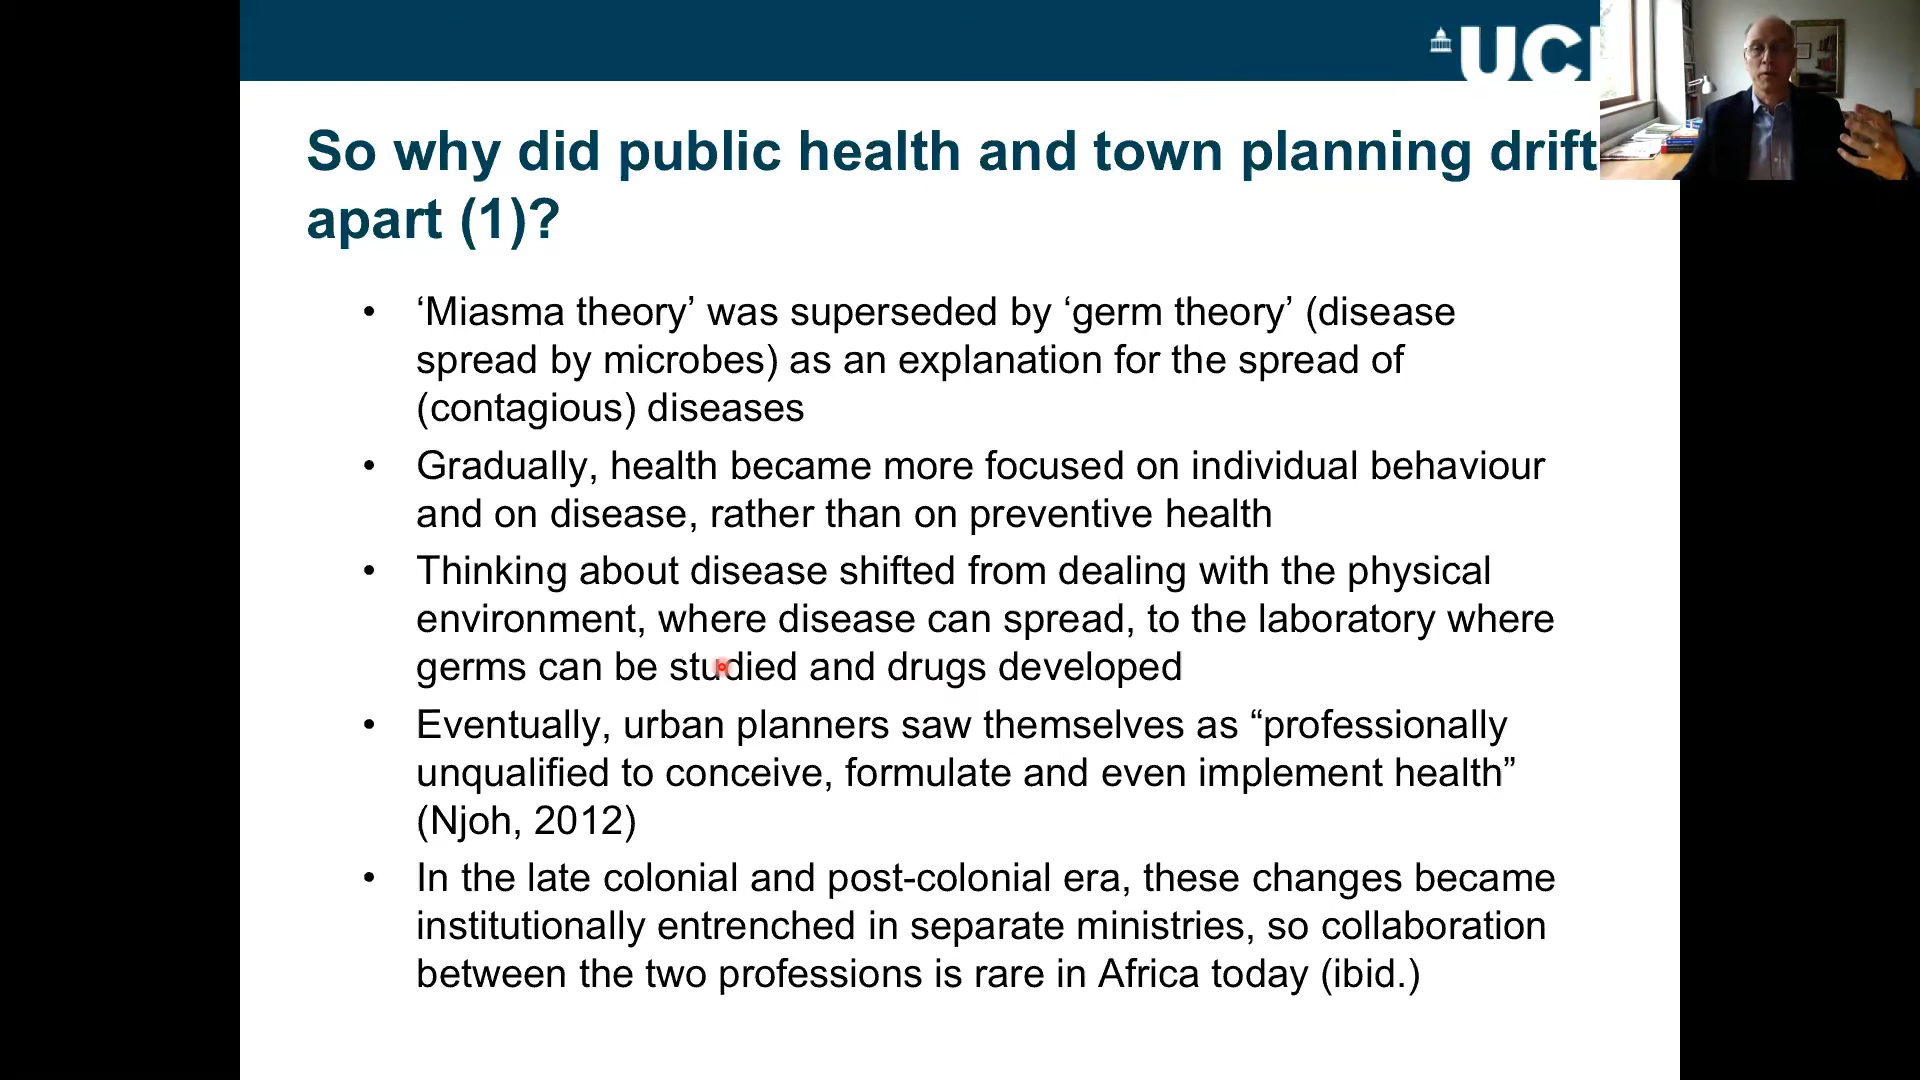 UCL
So why did public health and town planning drift
apart (1)?
• ‘Miasma theory’ was superseded by ‘germ theory’ (disease
spread by microbes) as an explanation for the spread of
(contagious) diseases
• Gradually, health became more focused on individual behaviour
and on disease, rather than on preventive health
• Thinking about disease shifted from dealing with the physical
environment, where disease can spread, to the laboratory where
germs can be studied and drugs developed
• Eventually, urban planners saw themselves as “professionally
unqualified to conceive, formulate and even implement health”
(Njoh, 2012)
• In the late colonial and post-colonial era, these changes became
institutionally entrenched in separate ministries, so collaboration
between the two professions is rare in Africa today (ibid.)